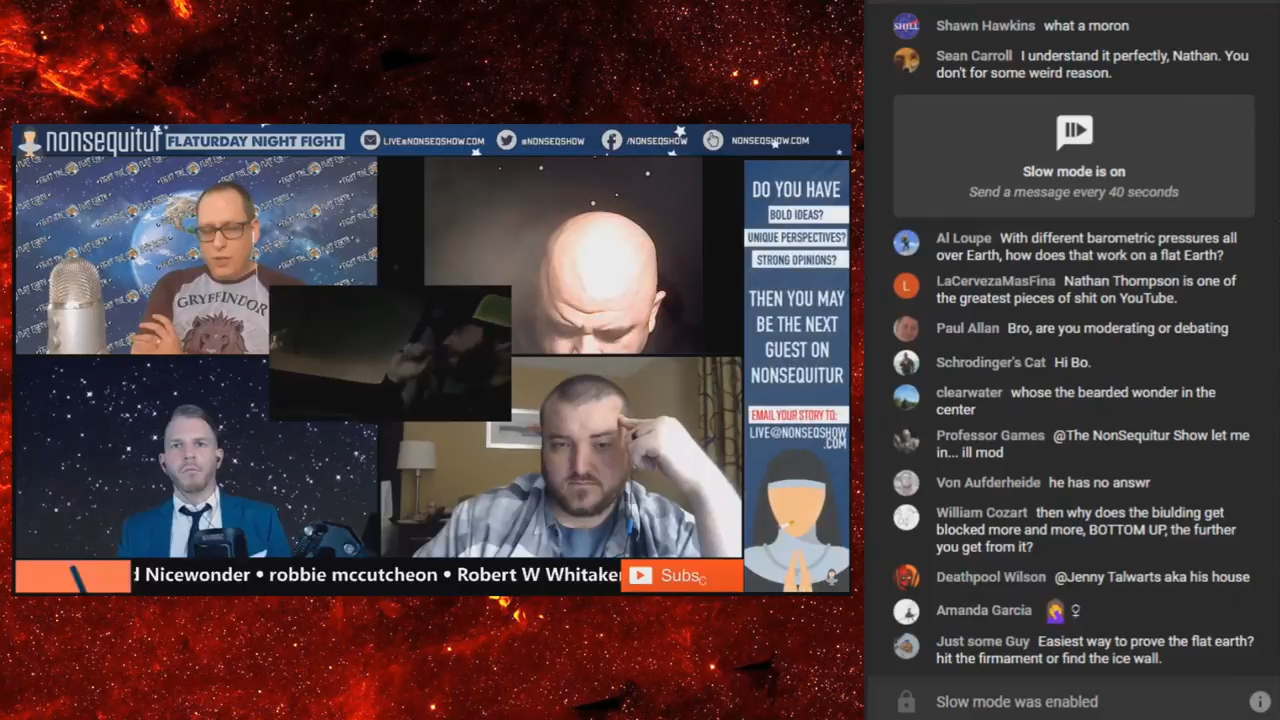 nonsequitur FLATURDAY NIGHT FIGHT LIVE@NONSEQSHOW.COM @NONSEQSHOW /NONSEQSHOW NONSEQSHOW.COM
GRYFFINDOR
DO YOU HAVE
BOLD IDEAS?
UNIQUE PERSPECTIVES?
STRONG OPINIONS?
THEN YOU MAY
BE THE NEXT
GUEST ON
NONSEQUITUR
EMAIL YOUR STORY TO:
LIVE@NONSEQSHOW
.COM
d Nicewonder • robbie mccutcheon • Robert W Whitaker
Subsc
SHILL
Shawn Hawkins what a moron
Sean Carroll I understand it perfectly, Nathan. You
don't for some weird reason.
Slow mode is on
Send a message every 40 seconds
Al Loupe With different barometric pressures all
over Earth, how does that work on a flat Earth?
L
LaCervezaMasFina Nathan Thompson is one of
the greatest pieces of shit on YouTube.
Paul Allan Bro, are you moderating or debating
Schrodinger's Cat Hi Bo.
clearwater whose the bearded wonder in the
center
Professor Games @The NonSequitur Show let me
in... ill mod
Von Aufderheide he has no answr
William Cozart then why does the biulding get
blocked more and more, BOTTOM UP, the further
you get from it?
Deathpool Wilson @Jenny Talwarts aka his house
Amanda Garcia
Just some Guy Easiest way to prove the flat earth?
hit the firmament or find the ice wall.
Slow mode was enabled